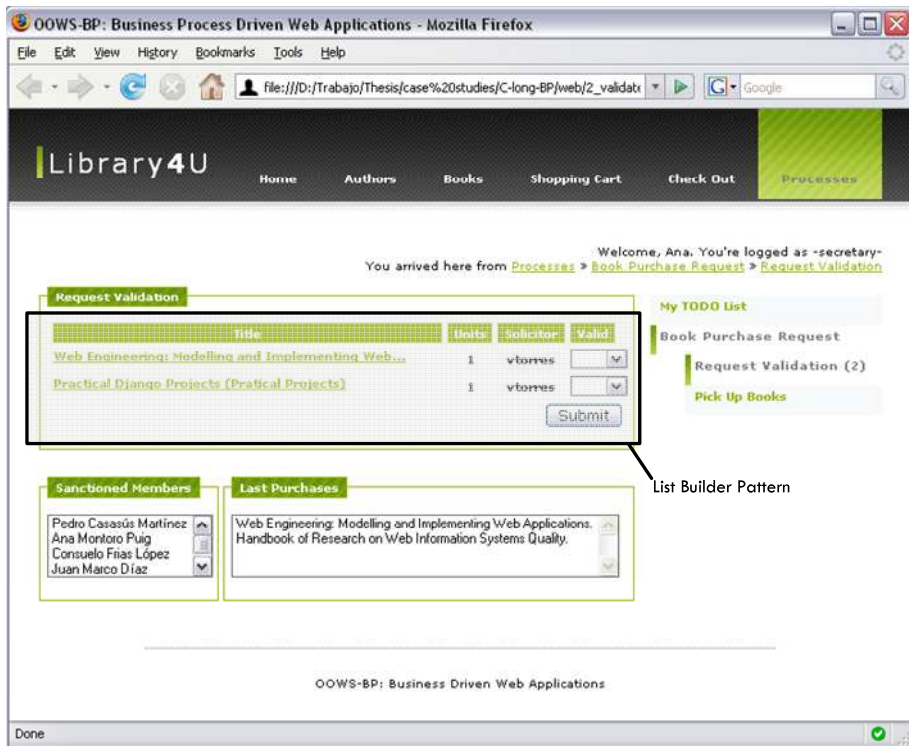 OOWS-BP: Business Process Driven Web Applications - Mozilla Firefox
File Edit View History Bookmarks Tools Help
file:///D:/Trabajo/Thesis/case%20studies/C-long-BP/web/2_validate Google
Library4U
Home Authors Books Shopping Cart Check Out Processes
Welcome, Ana. You're logged as -secretary-
You arrived here from Processes » Book Purchase Request » Request Validation
Request Validation
Title Units Solicitor Valid
Web Engineering: Modelling and Implementing Web... 1 vtorres
Practical Django Projects (Pratical Projects) 1 vtorres
Submit
My TODO List
Book Purchase Request
Request Validation (2)
Pick Up Books
List Builder Pattern
Sanctioned Members
Pedro Casasús Martínez
Ana Montoro Puig
Consuelo Frias López
Juan Marco Díaz
Last Purchases
Web Engineering: Modelling and Implementing Web Applications.
Handbook of Research on Web Information Systems Quality.
OOWS-BP: Business Driven Web Applications
Done